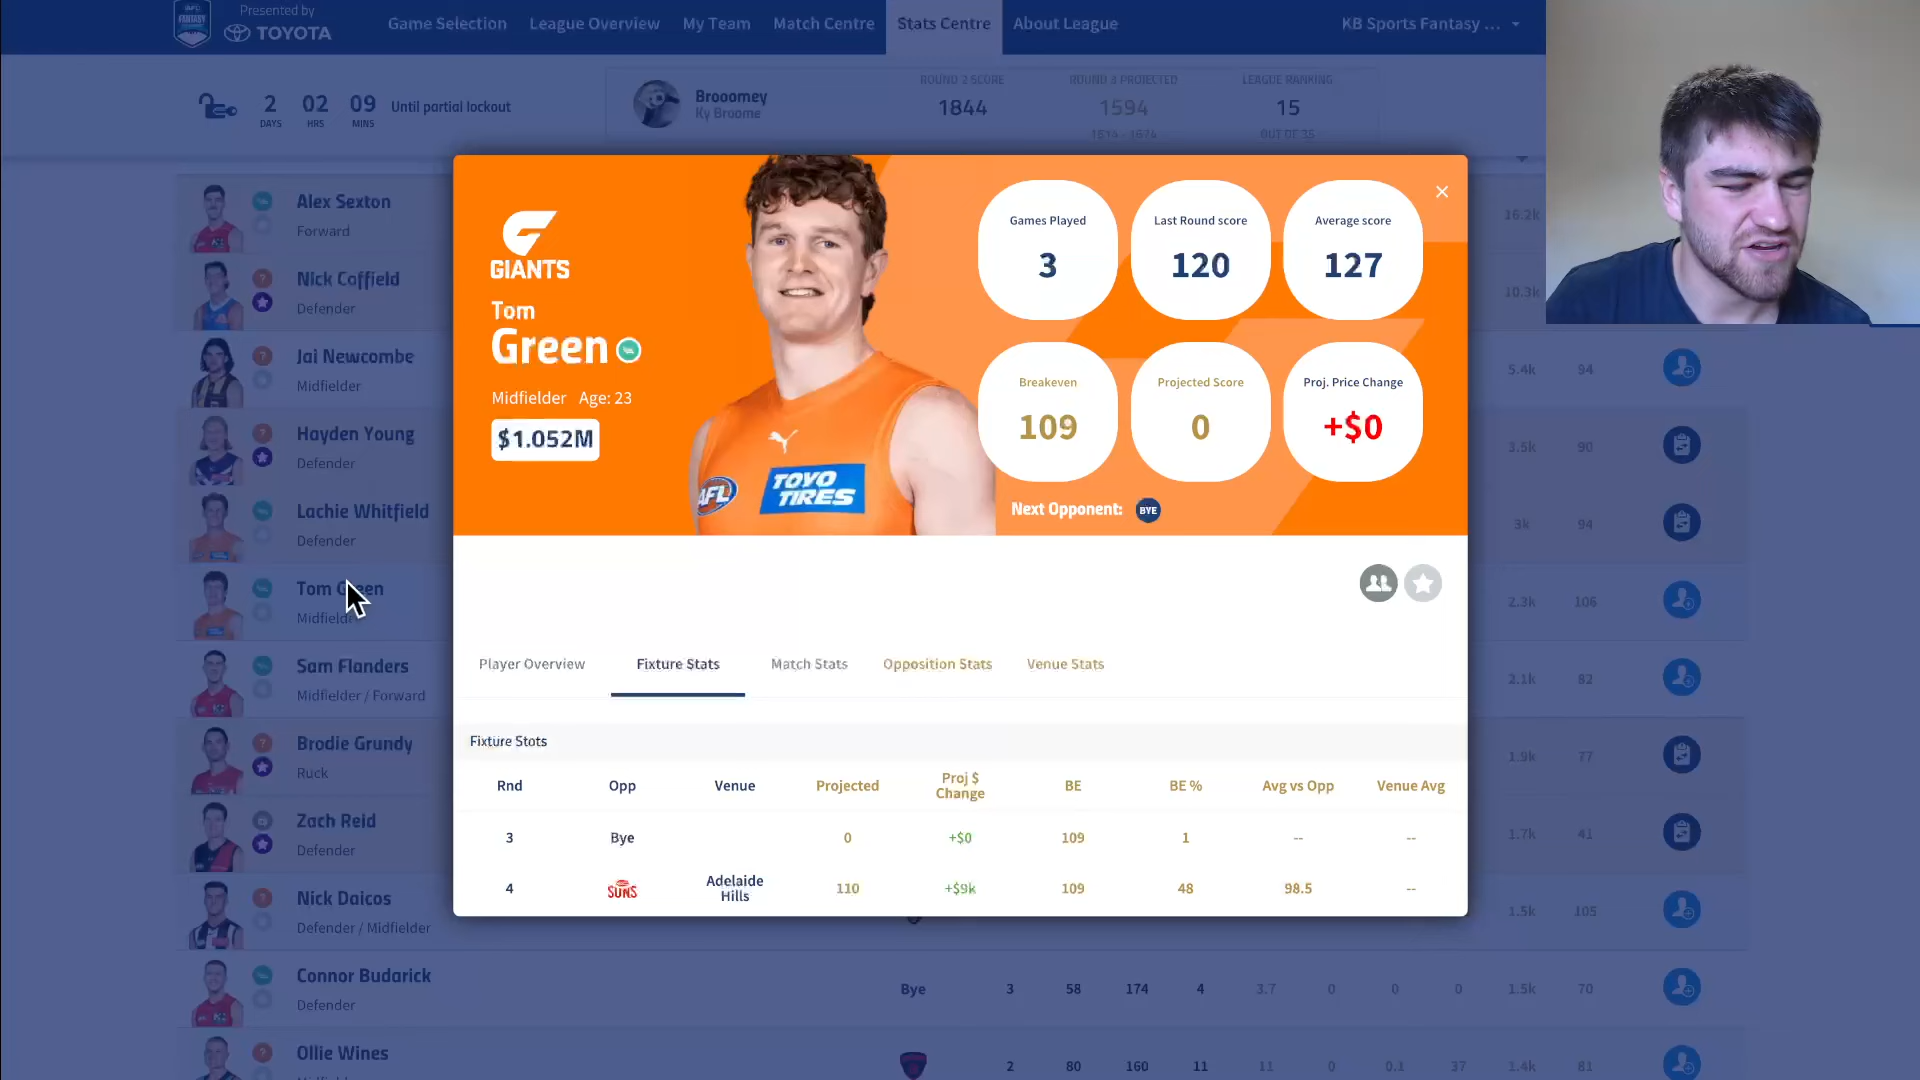 Presented by
TOYOTA
Game Selection
League Overview
My Team
Match Centre
Stats Centre
About League
KB Sports Fantasy ...
2
DAYS
02
HRS
09
MINS
Until partial lockout
Brooomey
Ky Broome
ROUND 2 SCORE
1844
ROUND 3 PROJECTED
1594
LEAGUE RANKING
15
OUT OF 35
Alex Sexton
Forward
16.2k
Nick Coffield
Defender
10.3k
Jai Newcombe
Midfielder
5.4k
94
Hayden Young
Defender
3.5k
90
Lachie Whitfield
Defender
3k
94
Tom Green
Midfielder
2.3k
106
Sam Flanders
Midfielder / Forward
2.1k
82
Brodie Grundy
Ruck
1.9k
77
Zach Reid
Defender
1.7k
41
Nick Daicos
Defender / Midfielder
1.5k
105
Connor Budarick
Defender
Bye
3
58
174
4
3.7
0
0
0
1.5k
70
Ollie Wines
2
80
160
11
11
0
0.1
37
1.4k
81
GIANTS
Tom
Green
Midfielder Age: 23
$1.052M
AFL
TOYO
TIRES
Games Played
3
Last Round score
120
Average score
127
Breakeven
109
Projected Score
0
Proj. Price Change
+$0
Next Opponent: BYE
Player Overview
Fixture Stats
Match Stats
Opposition Stats
Venue Stats
Fixture Stats
Rnd
Opp
Venue
Projected
Proj $
Change
BE
BE %
Avg vs Opp
Venue Avg
3
Bye
0
+$0
109
1
--
--
4
SUNS
Adelaide
Hills
110
+$9k
109
48
98.5
--